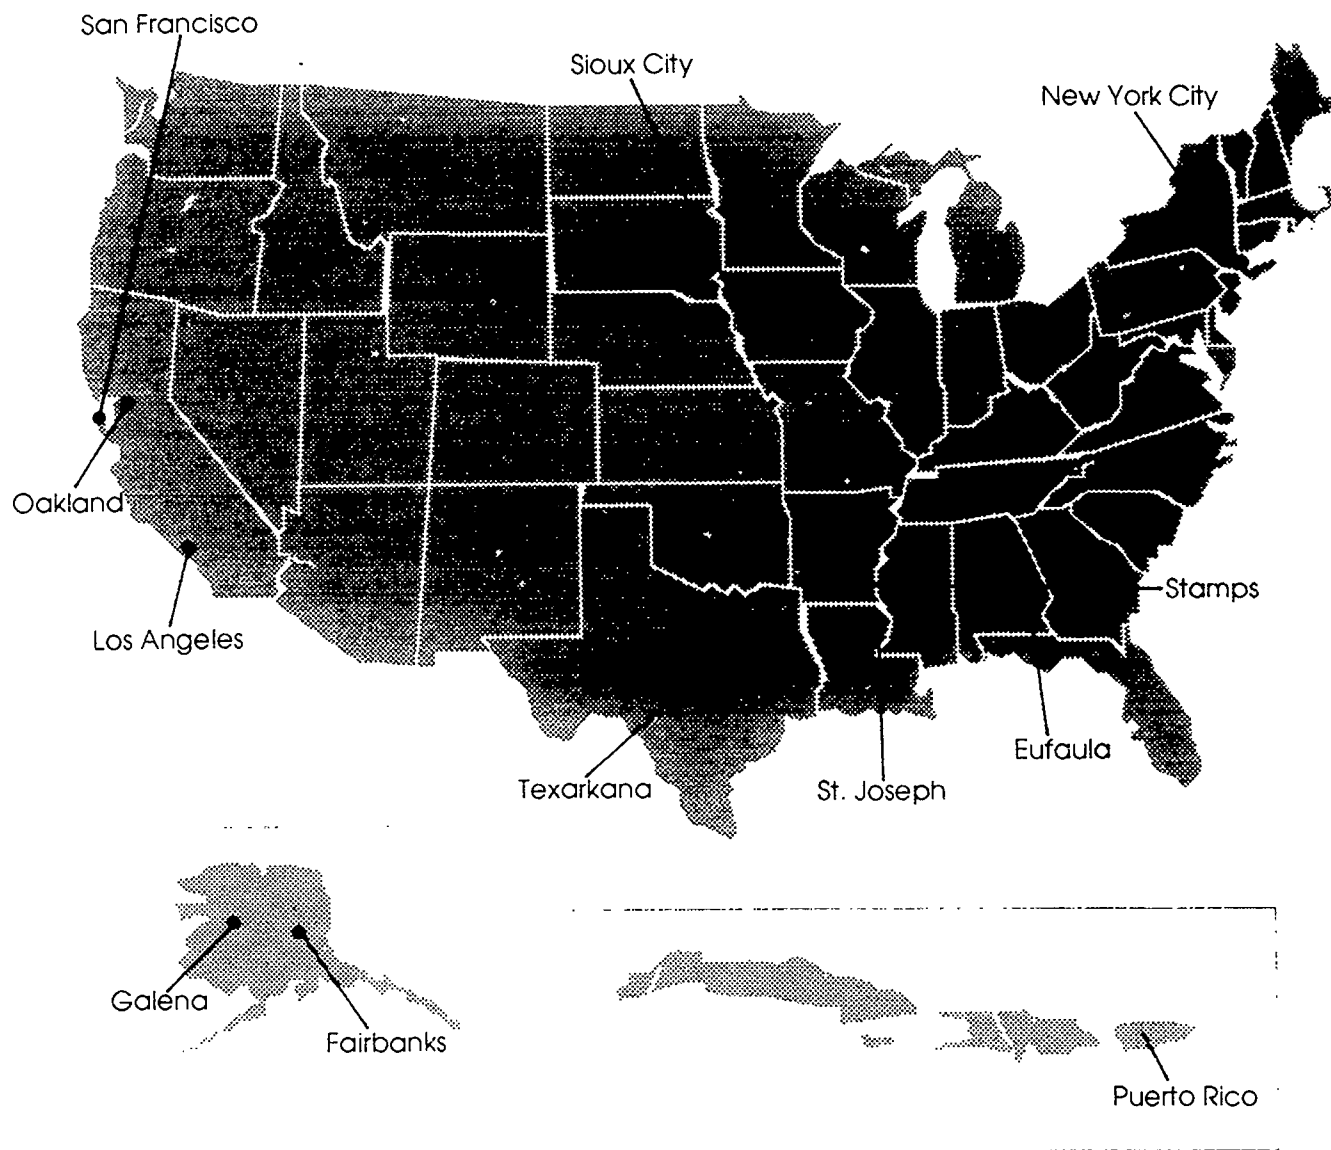 San Francisco
Sioux City
New York City
Oakland
Stamps
Los Angeles
Eufaula
Texarkana
St. Joseph
Galena
Fairbanks
Puerto Rico